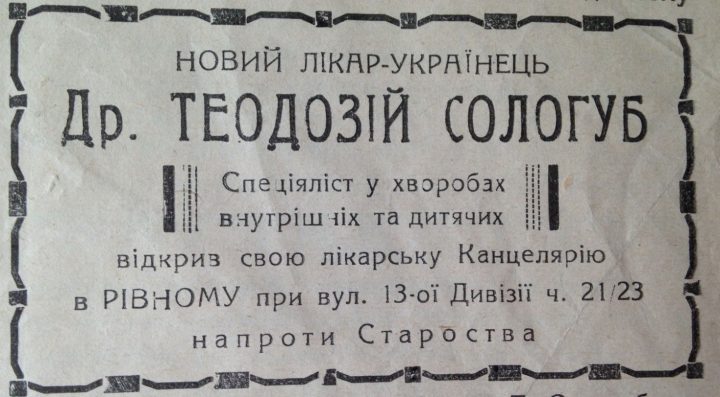 НОВИЙ ЛІКАР-УКРАЇНЕЦЬ
Др. ТЕОДОЗІЙ СОЛОГУБ
Спеціяліст у хворобах
внутрішніх та дитячих
відкрив свою лікарську Канцелярію
в РІВНОМУ при вул. 13-ої Дивізії ч. 21/23
напроти Староства